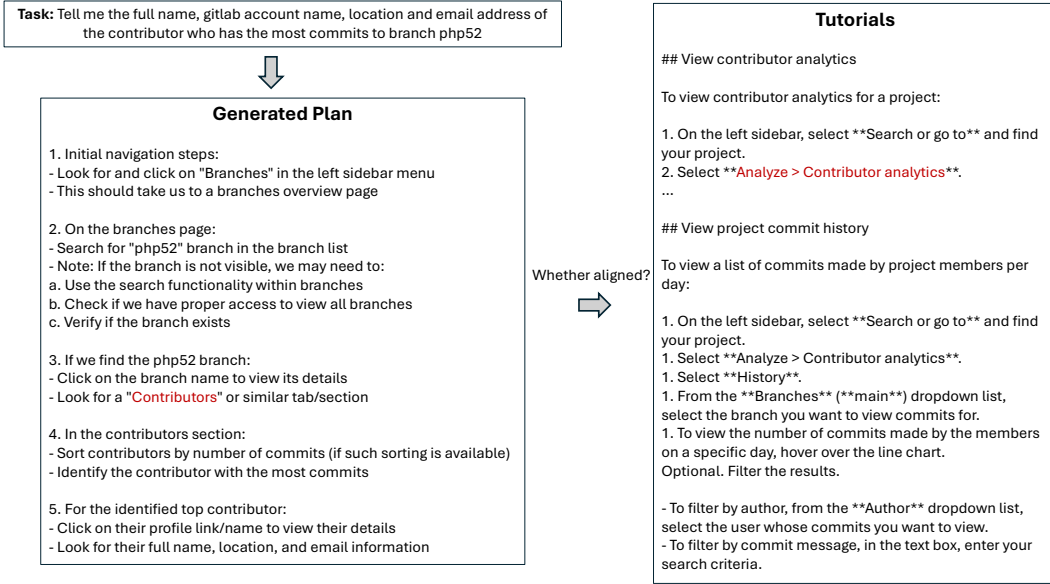 Task: Tell me the full name, gitlab account name, location and email address of
the contributor who has the most commits to branch php52
Generated Plan
1. Initial navigation steps:
- Look for and click on "Branches" in the left sidebar menu
- This should take us to a branches overview page
2. On the branches page:
- Search for "php52" branch in the branch list
- Note: If the branch is not visible, we may need to:
a. Use the search functionality within branches
b. Check if we have proper access to view all branches
c. Verify if the branch exists
3. If we find the php52 branch:
- Click on the branch name to view its details
- Look for a "Contributors" or similar tab/section
4. In the contributors section:
- Sort contributors by number of commits (if such sorting is available)
- Identify the contributor with the most commits
5. For the identified top contributor:
- Click on their profile link/name to view their details
- Look for their full name, location, and email information
Whether aligned?
Tutorials
## View contributor analytics
To view contributor analytics for a project:
1. On the left sidebar, select **Search or go to** and find
your project.
2. Select **Analyze > Contributor analytics**.
...
## View project commit history
To view a list of commits made by project members per
day:
1. On the left sidebar, select **Search or go to** and find
your project.
1. Select **Analyze > Contributor analytics**.
1. Select **History**.
1. From the **Branches** (**main**) dropdown list,
select the branch you want to view commits for.
1. To view the number of commits made by the members
on a specific day, hover over the line chart.
Optional. Filter the results.
- To filter by author, from the **Author** dropdown list,
select the user whose commits you want to view.
- To filter by commit message, in the text box, enter your
search criteria.